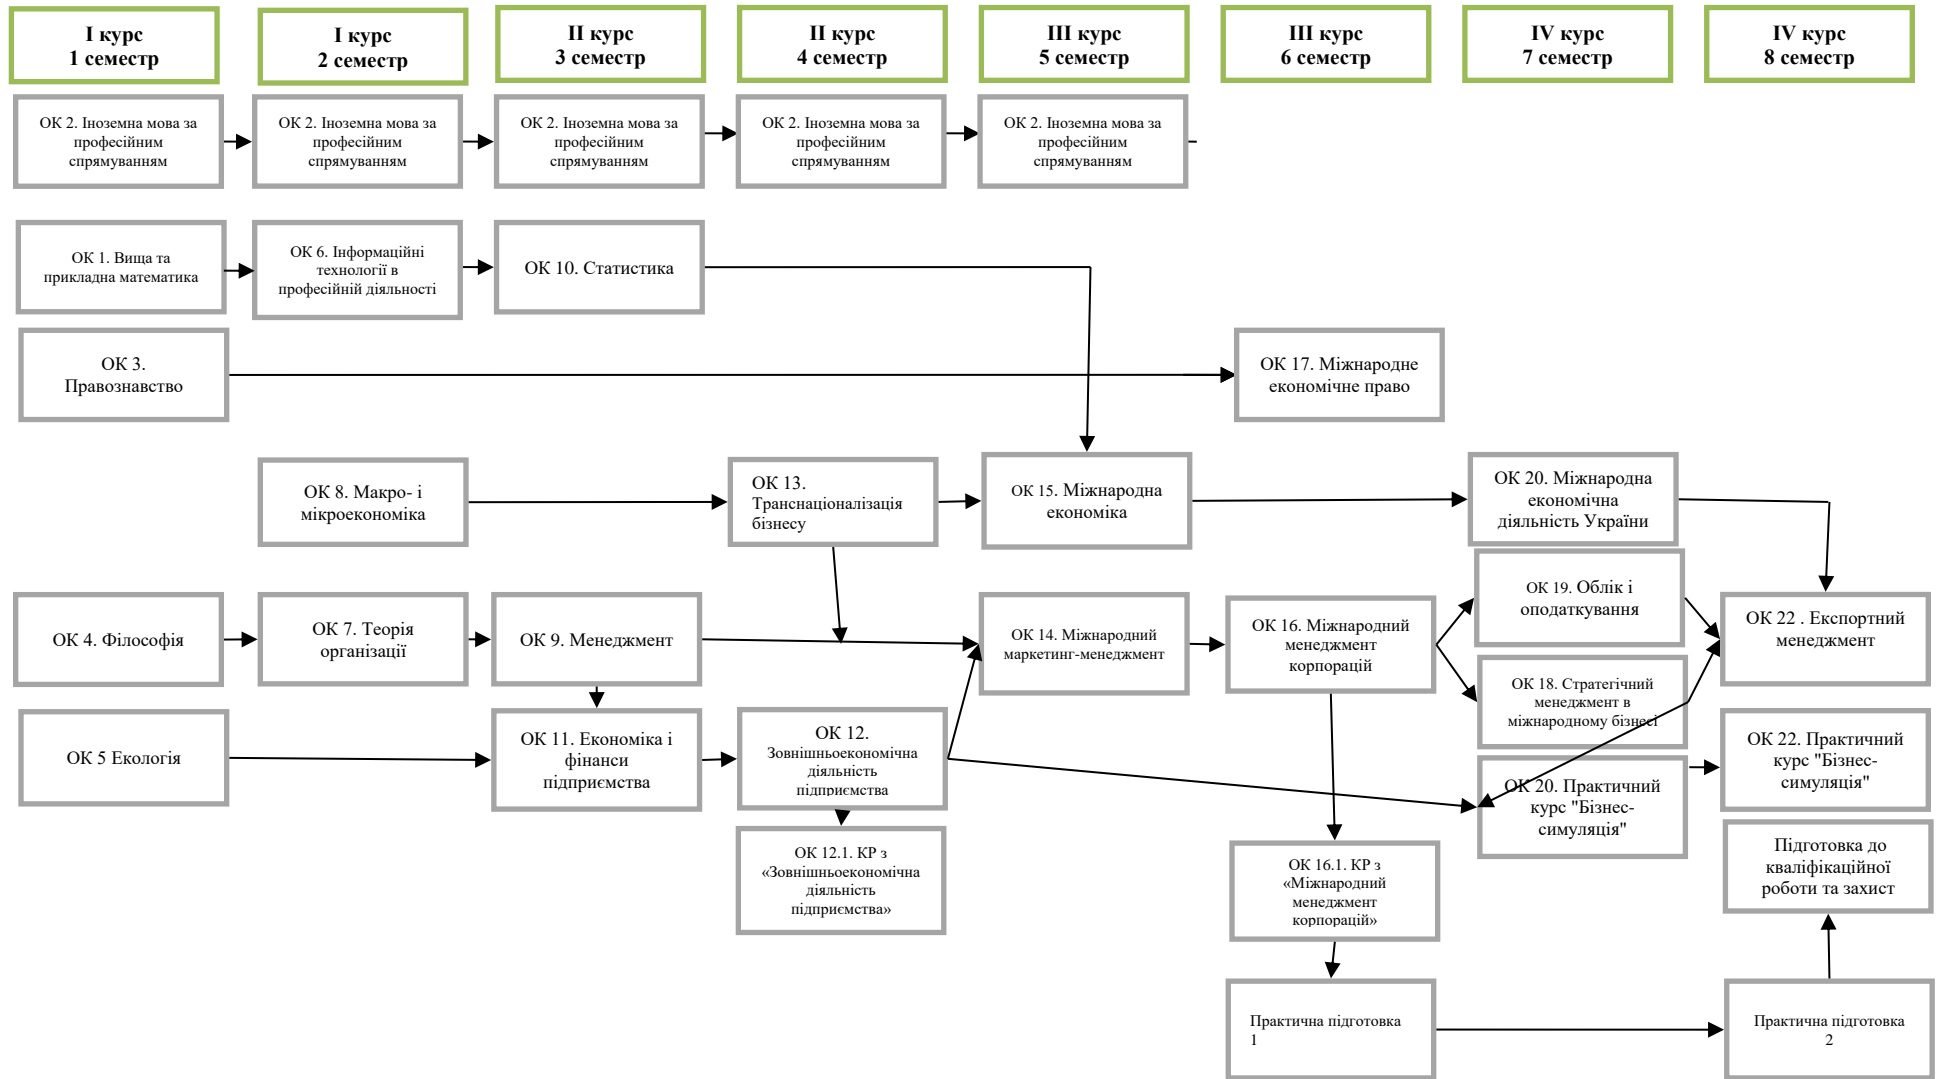 I курс
1 семестр
I курс
2 семестр
II курс
3 семестр
II курс
4 семестр
III курс
5 семестр
III курс
6 семестр
IV курс
7 семестр
IV курс
8 семестр
ОК 2. Іноземна мова за
професійним
спрямуванням
ОК 2. Іноземна мова за
професійним
спрямуванням
ОК 2. Іноземна мова за
професійним
спрямуванням
ОК 2. Іноземна мова за
професійним
спрямуванням
ОК 2. Іноземна мова за
професійним
спрямуванням
ОК 1. Вища та
прикладна математика
ОК 6. Інформаційні
технології в
професійній діяльності
ОК 10. Статистика
ОК 3.
Правознавство
ОК 17. Міжнародне
економічне право
ОК 8. Макро- і
мікроекономіка
ОК 13.
Транснаціоналізація
бізнесу
ОК 15. Міжнародна
економіка
ОК 20. Міжнародна
економічна
діяльність України
ОК 4. Філософія
ОК 7. Теорія
організації
ОК 9. Менеджмент
ОК 14. Міжнародний
маркетинг-менеджмент
ОК 16. Міжнародний
менеджмент
корпорацій
ОК 19. Облік і
оподаткування
ОК 22 . Експортний
менеджмент
ОК 18. Стратегічний
менеджмент в
міжнародному бізнесі
ОК 5 Екологія
ОК 11. Економіка і
фінанси
підприємства
ОК 12.
Зовнішньоекономічна
діяльність
підприємства
ОК 20. Практичний
курс "Бізнес-
симуляція"
ОК 22. Практичний
курс "Бізнес-
симуляція"
ОК 12.1. КР з
«Зовнішньоекономічна
діяльність
підприємства»
ОК 16.1. КР з
«Міжнародний
менеджмент
корпорацій»
Підготовка до
кваліфікаційної
роботи та захист
Практична підготовка
1
Практична підготовка
2